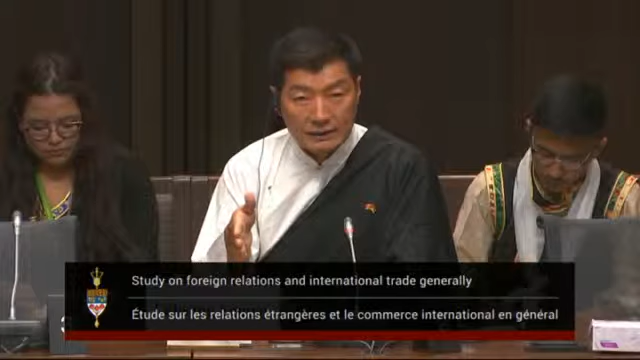 Study on foreign relations and international trade generally
Étude sur les relations étrangères et le commerce international en général